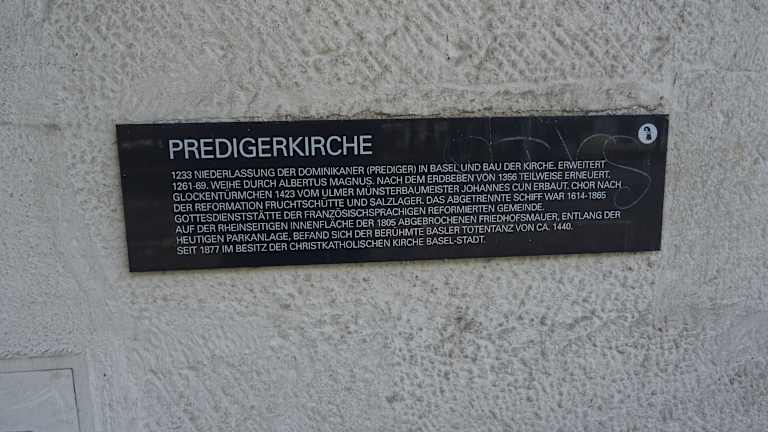 PREDIGERKIRCHE
1233 NIEDERLASSUNG DER DOMINIKANER (PREDIGER) IN BASEL UND BAU DER KIRCHE. ERWEITERT
1261-69. WEIHE DURCH ALBERTUS MAGNUS. NACH DEM ERDBEBEN VON 1356 TEILWEISE ERNEUERT.
GLOCKENTÜRMCHEN 1423 VOM ULMER MÜNSTERBAUMEISTER JOHANNES CUN ERBAUT. CHOR NACH
DER REFORMATION FRUCHTSCHÜTTE UND SALZLAGER. DAS ABGETRENNTE SCHIFF WAR 1614-1865
GOTTESDIENSTSTÄTTE DER FRANZÖSISCHSPRACHIGEN REFORMIERTEN GEMEINDE.
AUF DER RHEINSEITIGEN INNENFLÄCHE DER 1805 ABGEBROCHENEN FRIEDHOFSMAUER, ENTLANG DER
HEUTIGEN PARKANLAGE, BEFAND SICH DER BERÜHMTE BASLER TOTENTANZ VON CA. 1440.
SEIT 1877 IM BESITZ DER CHRISTKATHOLISCHEN KIRCHE BASEL-STADT.